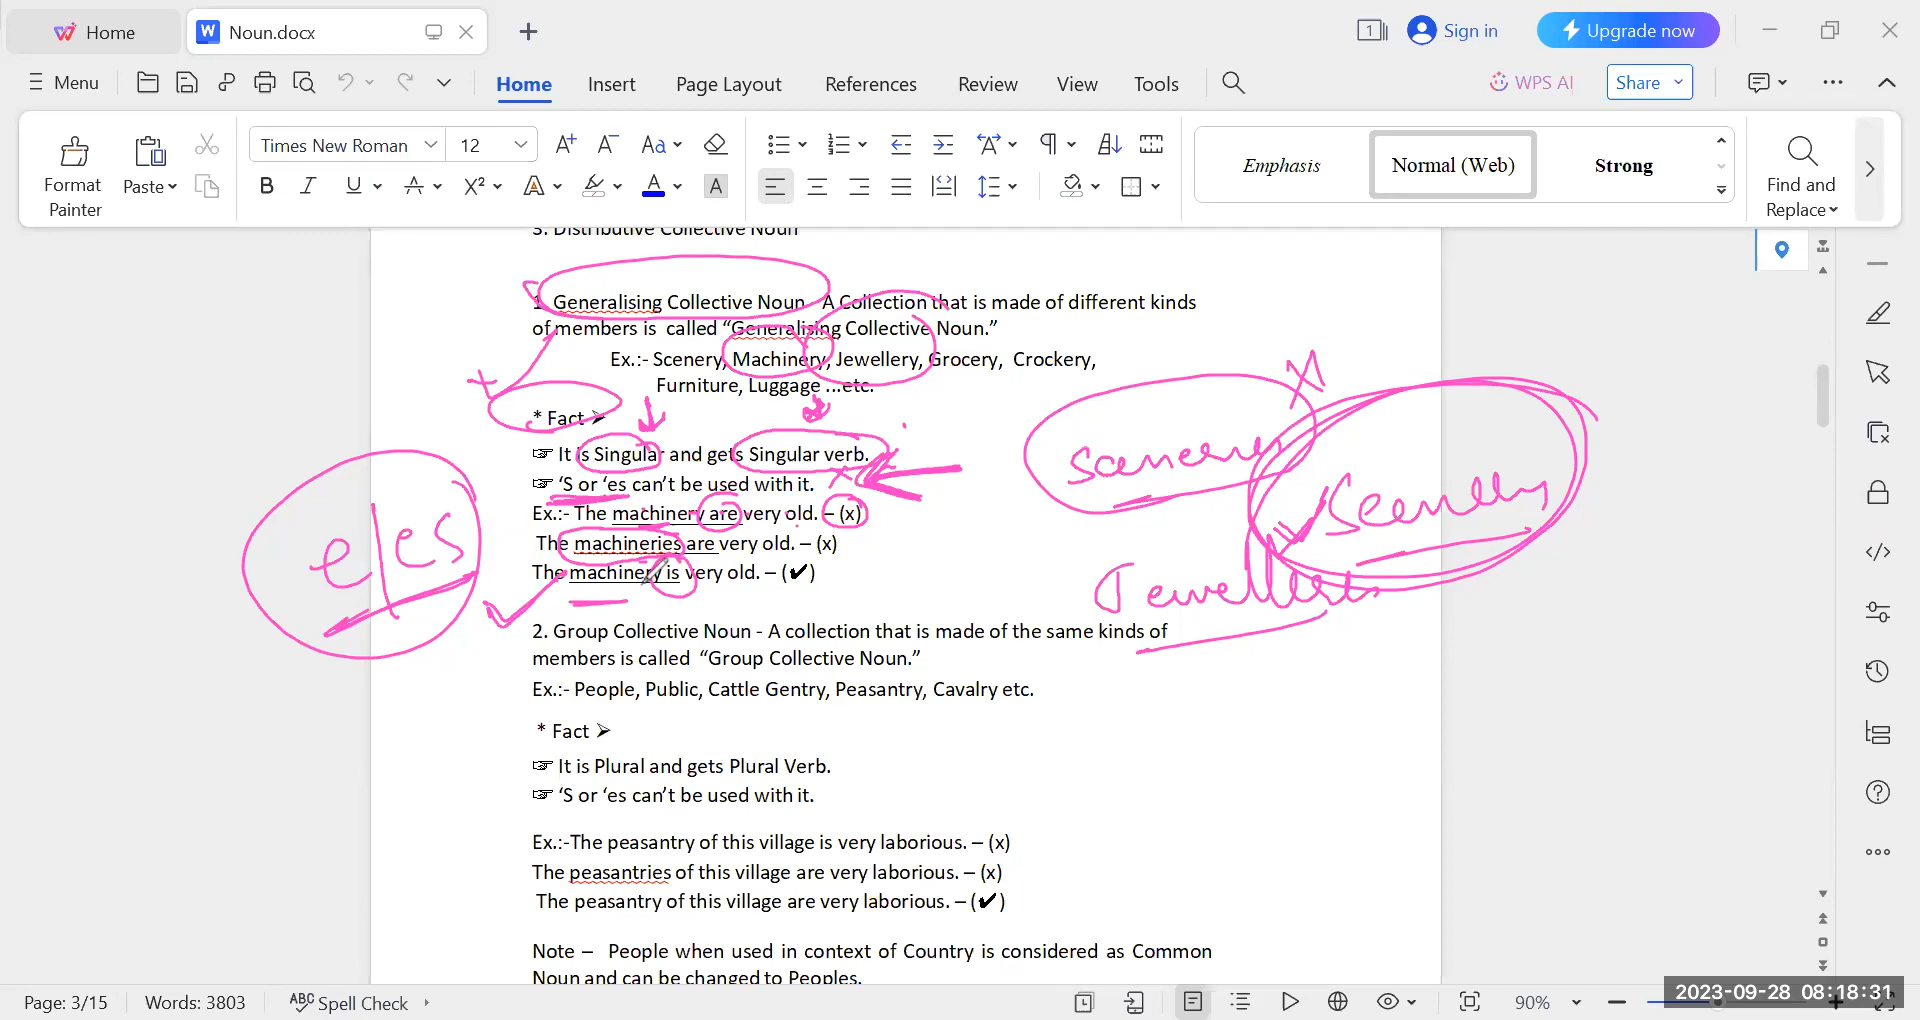 Home
Noun.docx
Sign in
Upgrade now
Menu
Home
Insert
Page Layout
References
Review
View
Tools
WPS AI
Share
Format
Painter
Paste
Times New Roman
12
Emphasis
Normal (Web)
Strong
Find and
Replace
3. Distributive Collective Noun
1. Generalising Collective Noun - A Collection that is made of different kinds
of members is called “Generalising Collective Noun.”
Ex.:- Scenery, Machinery, Jewellery, Grocery, Crockery,
Furniture, Luggage ...etc.
* Fact ➢
☞ It is Singular and gets Singular verb.
☞ ‘S or ‘es can’t be used with it.
Ex.:- The machinery are very old. – (x)
The machineries are very old. – (x)
The machinery is very old. – (✔)
e es
2. Group Collective Noun - A collection that is made of the same kinds of
members is called “Group Collective Noun.”
Ex.:- People, Public, Cattle Gentry, Peasantry, Cavalry etc.
* Fact ➢
☞ It is Plural and gets Plural Verb.
☞ ‘S or ‘es can’t be used with it.
Ex.:-The peasantry of this village is very laborious. – (x)
The peasantries of this village are very laborious. – (x)
The peasantry of this village are very laborious. – (✔)
Note – People when used in context of Country is considered as Common
Noun and can be changed to Peoples.
Page: 3/15
Words: 3803
Spell Check
90%
2023-09-28 08:18:31